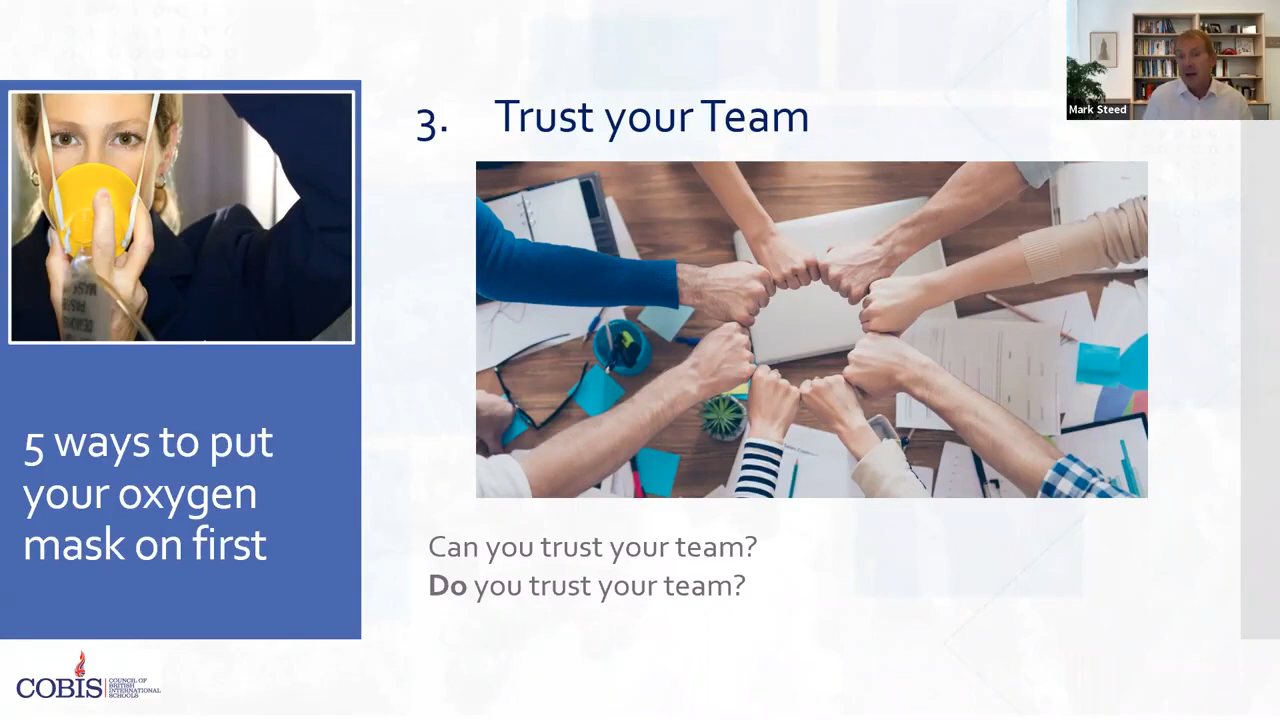 Mark Steed
3. Trust your Team
5 ways to put
your oxygen
mask on first
Can you trust your team?
Do you trust your team?
COBIS
COUNCIL OF
BRITISH
INTERNATIONAL
SCHOOLS